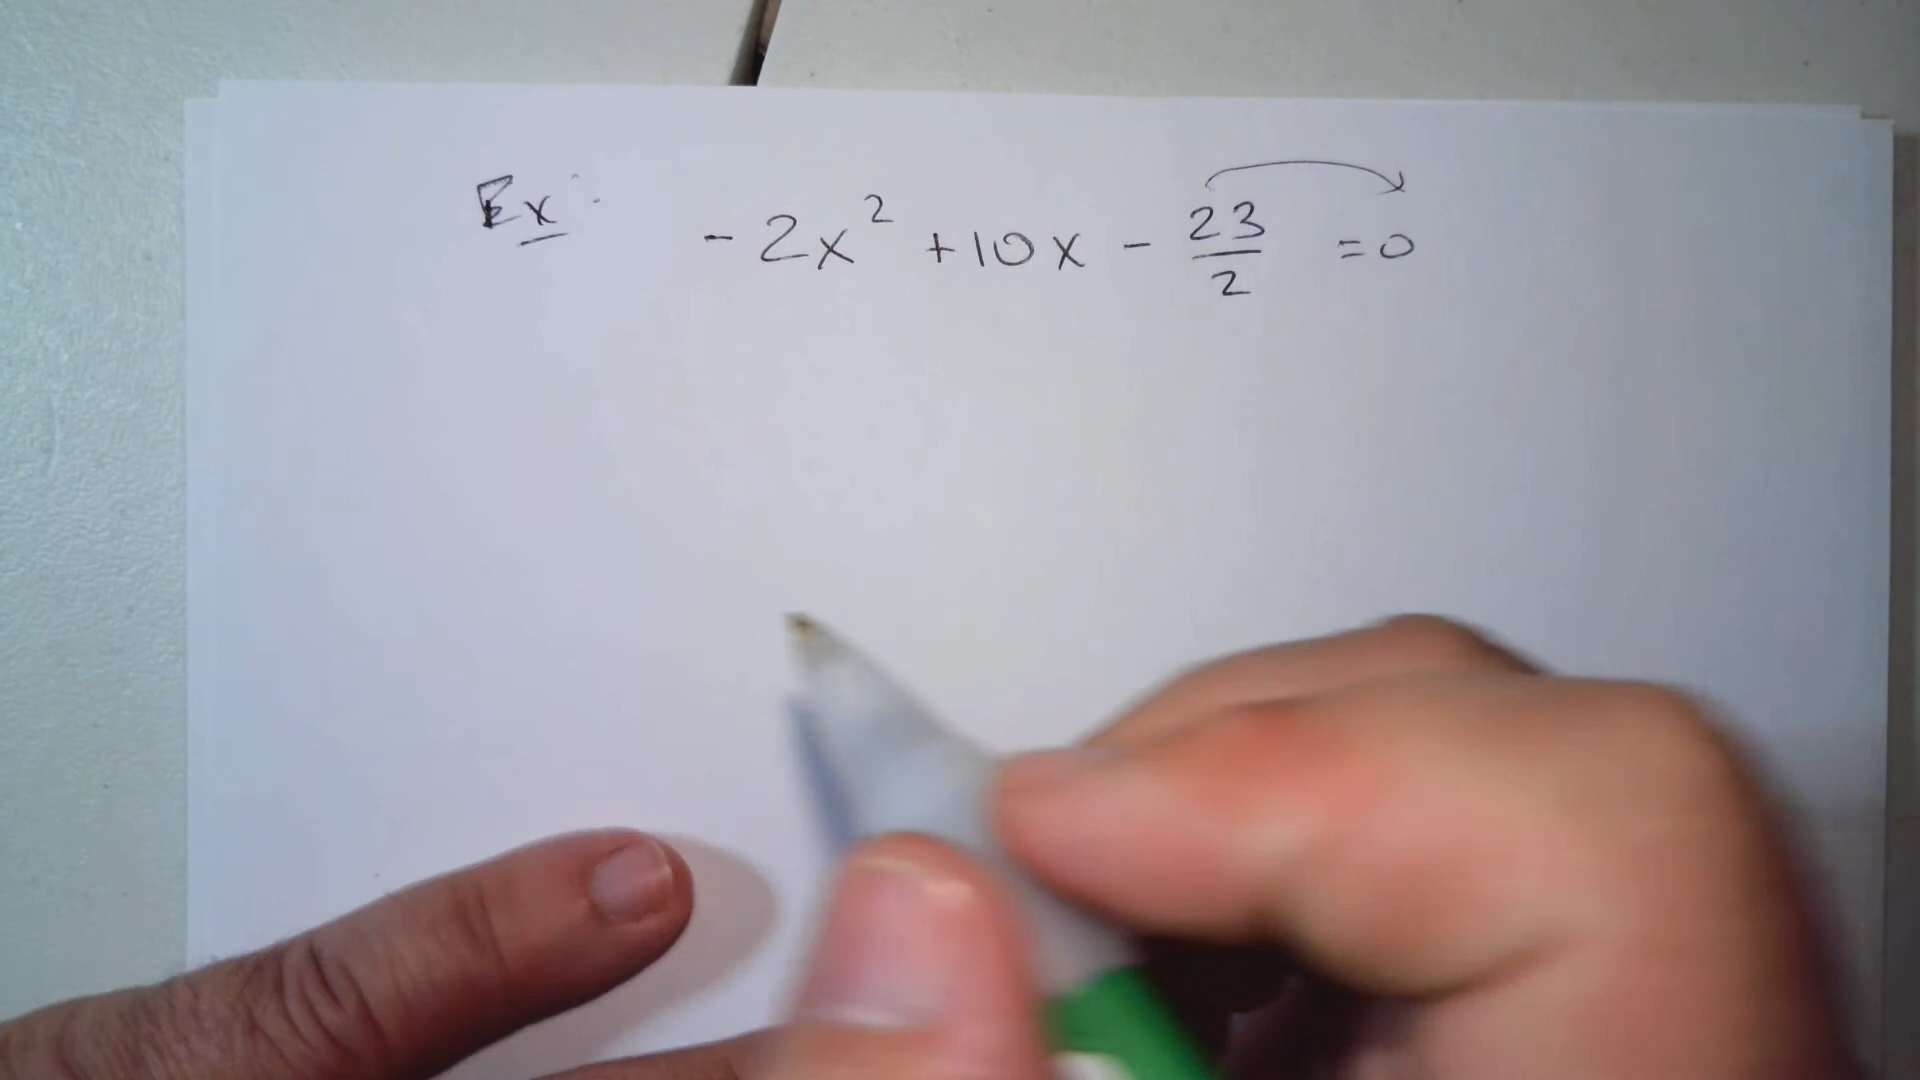 Ex: -2x² + 10x - 23/2 = 0